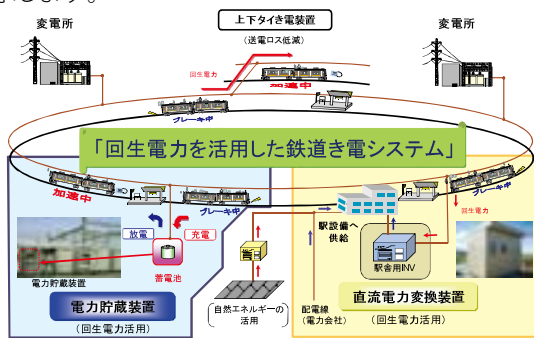 します。
上下タイき電装置
（送電ロス低減）
変電所
変電所
回生電力
加速中
ブレーキ中
「回生電力を活用した鉄道き電システム」
加速中
ブレーキ中
ブレーキ中
回生電力
放電
充電
駅設備へ
供給
蓄電池
駅舎用INV
電力貯蔵装置
電力貯蔵装置
（回生電力活用）
自然エネルギーの
活用
配電線
（電力会社）
直流電力変換装置
（回生電力活用）